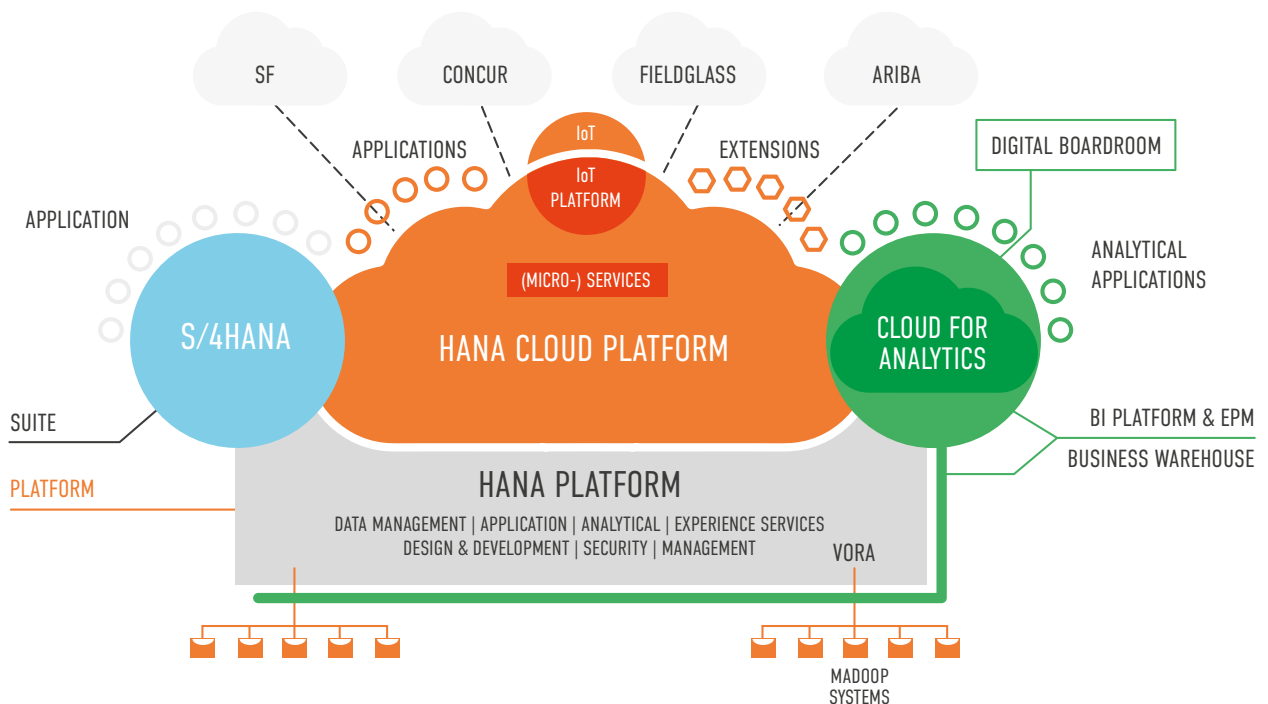 SF
CONCUR
FIELDGLASS
ARIBA
IoT
APPLICATIONS
EXTENSIONS
DIGITAL BOARDROOM
IoT
PLATFORM
APPLICATION
ANALYTICAL
APPLICATIONS
(MICRO-) SERVICES
S/4HANA
HANA CLOUD PLATFORM
CLOUD FOR
ANALYTICS
SUITE
BI PLATFORM & EPM
BUSINESS WAREHOUSE
PLATFORM
HANA PLATFORM
DATA MANAGEMENT | APPLICATION | ANALYTICAL | EXPERIENCE SERVICES
DESIGN & DEVELOPMENT | SECURITY | MANAGEMENT
VORA
MADOOP
SYSTEMS